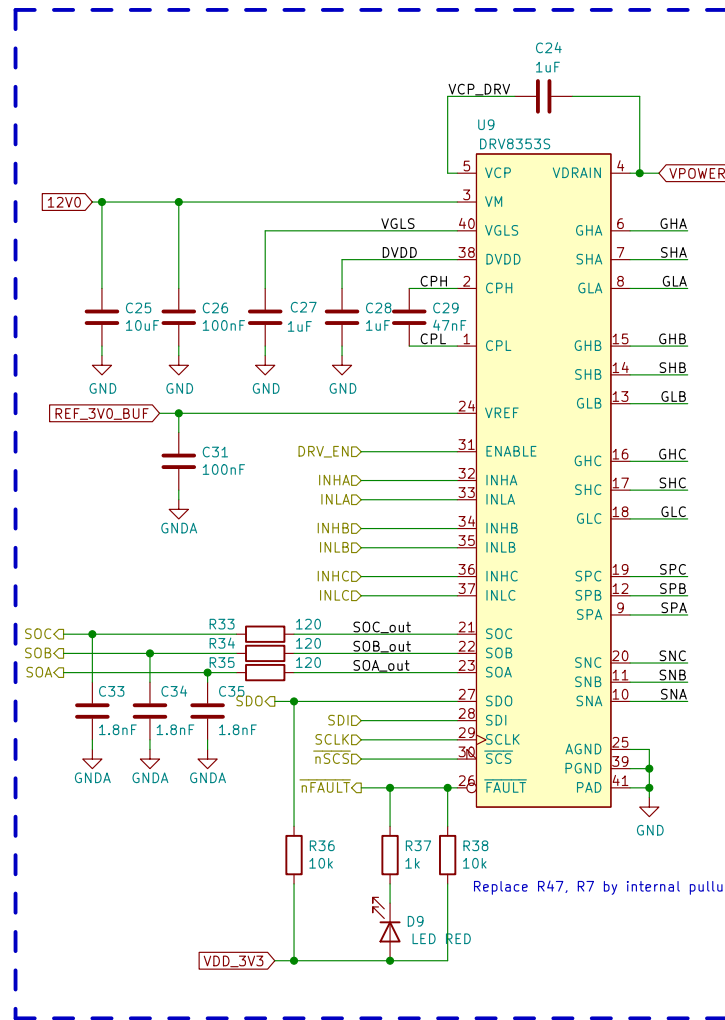 C24
1uF
VCP_DRV
U9
DRV8353S
5 VCP VDRAIN 4 VPOWER
12V0 3 VM
VGLS 40 VGLS GHA 6 GHA
DVDD 38 DVDD SHA 7 SHA
CPH 2 CPH GLA 8 GLA
C25 C26 C27 C28 C29
10uF 100nF 1uF 1uF 47nF
CPL 1 CPL GHB 15 GHB
SHB 14 SHB
GND GND GND GND
GLB 13 GLB
REF_3V0_BUF 24 VREF
DRV_EN 31 ENABLE
C31
100nF
GHC 16 GHC
INHA 32 INHA
SHC 17 SHC
INLA 33 INLA
GLC 18 GLC
GNDA
INHB 34 INHB
INLB 35 INLB
INHC 36 INHC SPC 19 SPC
INLC 37 INLC SPB 12 SPB
SPA 9 SPA
SOC R33 120 SOC_out 21 SOC
SOB R34 120 SOB_out 22 SOB
SOA R35 120 SOA_out 23 SOA
SNC 20 SNC
SNB 11 SNB
C33 C34 C35
SDO 27 SDO SNA 10 SNA
SDI 28 SDI
1.8nF 1.8nF 1.8nF
SCLK 29 SCLK
AGND 25
nSCS 30 SCS
PGND 39
GNDA GNDA GNDA
nFAULT 26 FAULT PAD 41
GND
R36 R37 R38
10k 1k 10k
Replace R47, R7 by internal pullu
D9
LED RED
VDD_3V3